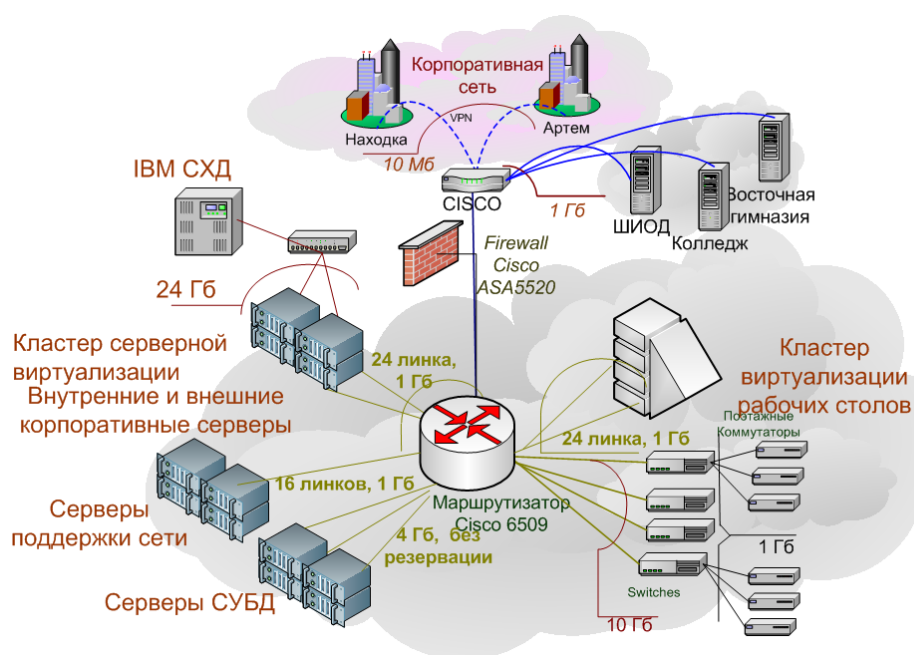 Корпоративная
сеть
Находка
VPN
Артем
10 Мб
IBM СХД
CISCO
1 Гб
ШИОД
Колледж
Восточная
гимназия
Firewall
Cisco
ASA5520
24 Гб
Кластер серверной
виртуализации
Внутренние и внешние
корпоративные серверы
24 линка,
1 Гб
Кластер
виртуализации
рабочих столов
Поэтажные
Коммутаторы
24 линка, 1 Гб
16 линков, 1 Гб
Маршрутизатор
Cisco 6509
Серверы
поддержки сети
4 Гб, без
резервации
1 Гб
Серверы СУБД
Switches
10 Гб